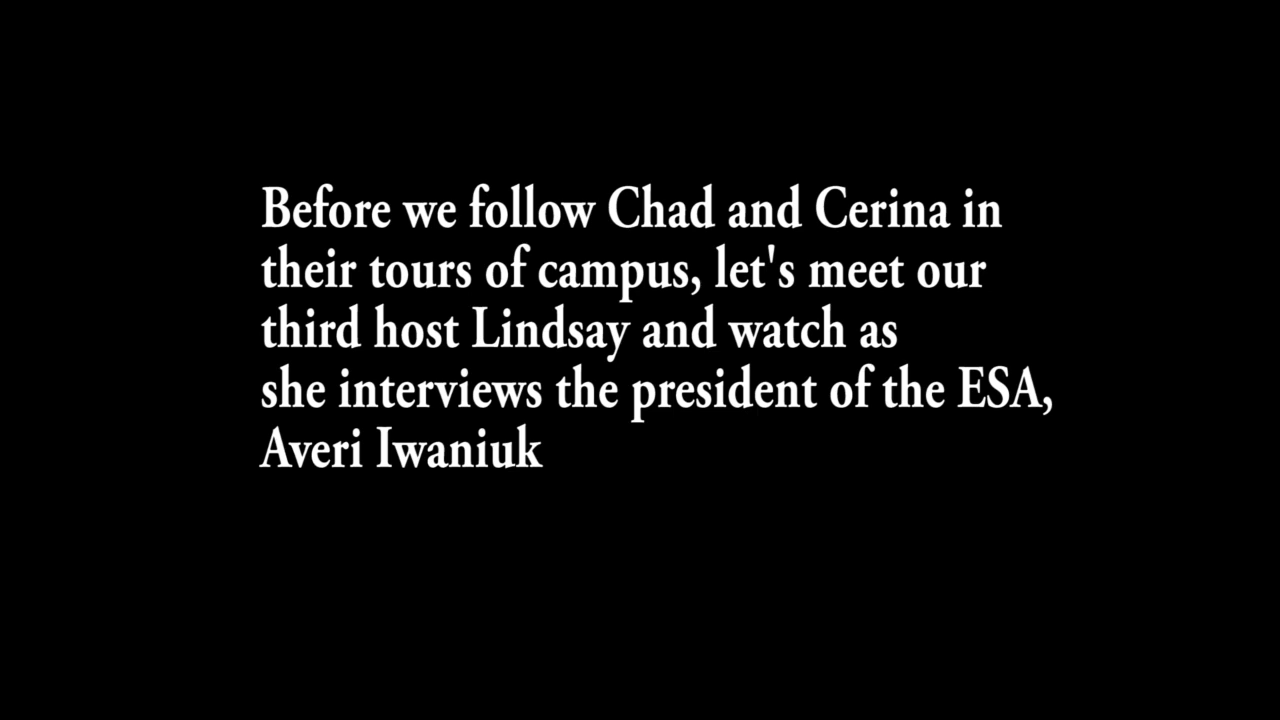 Before we follow Chad and Cerina in
their tours of campus, let's meet our
third host Lindsay and watch as
she interviews the president of the ESA,
Averi Iwaniuk